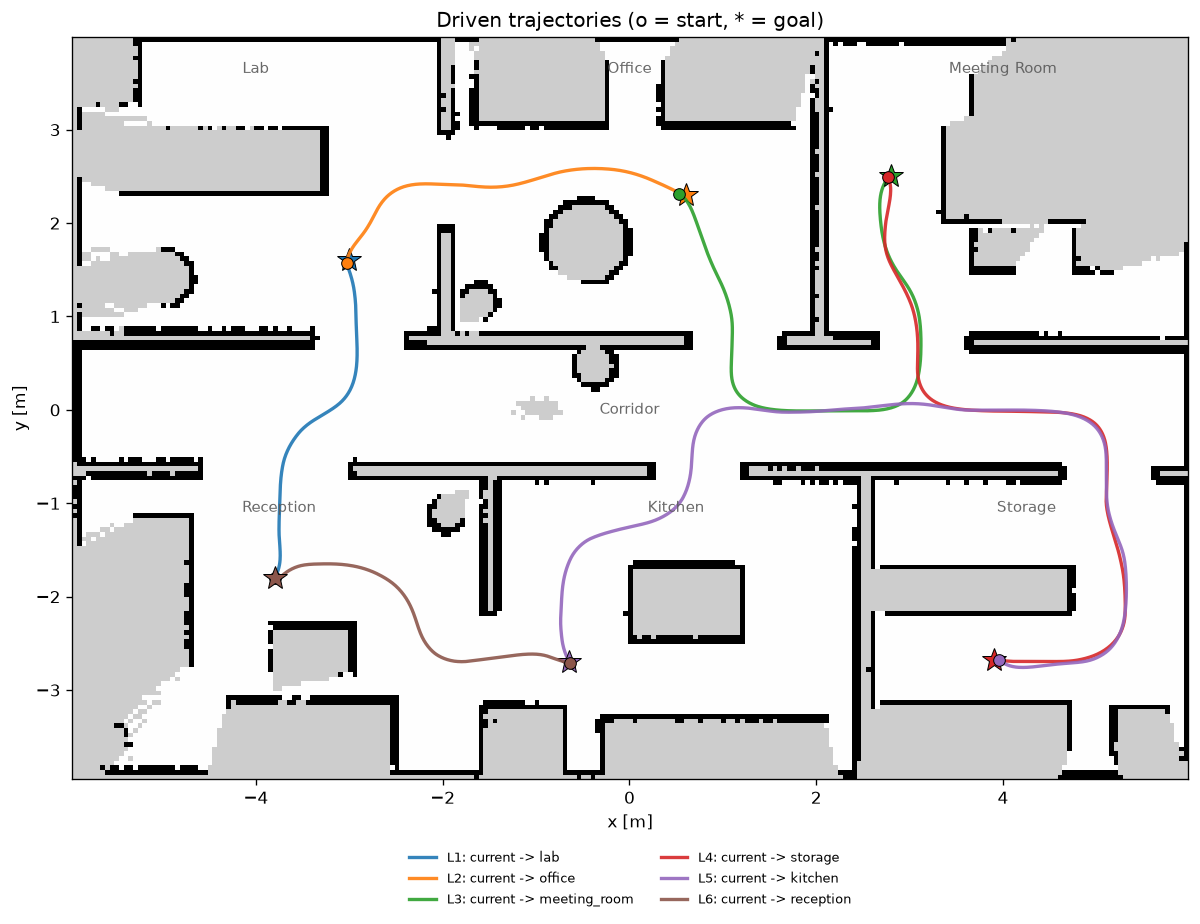 Driven trajectories (o = start, * = goal)
Lab
Office
Meeting Room
Corridor
Reception
Kitchen
Storage
3
2
1
0
−1
−2
−3
y [m]
−4
−2
0
2
4
x [m]
L1: current -> lab
L2: current -> office
L3: current -> meeting_room
L4: current -> storage
L5: current -> kitchen
L6: current -> reception